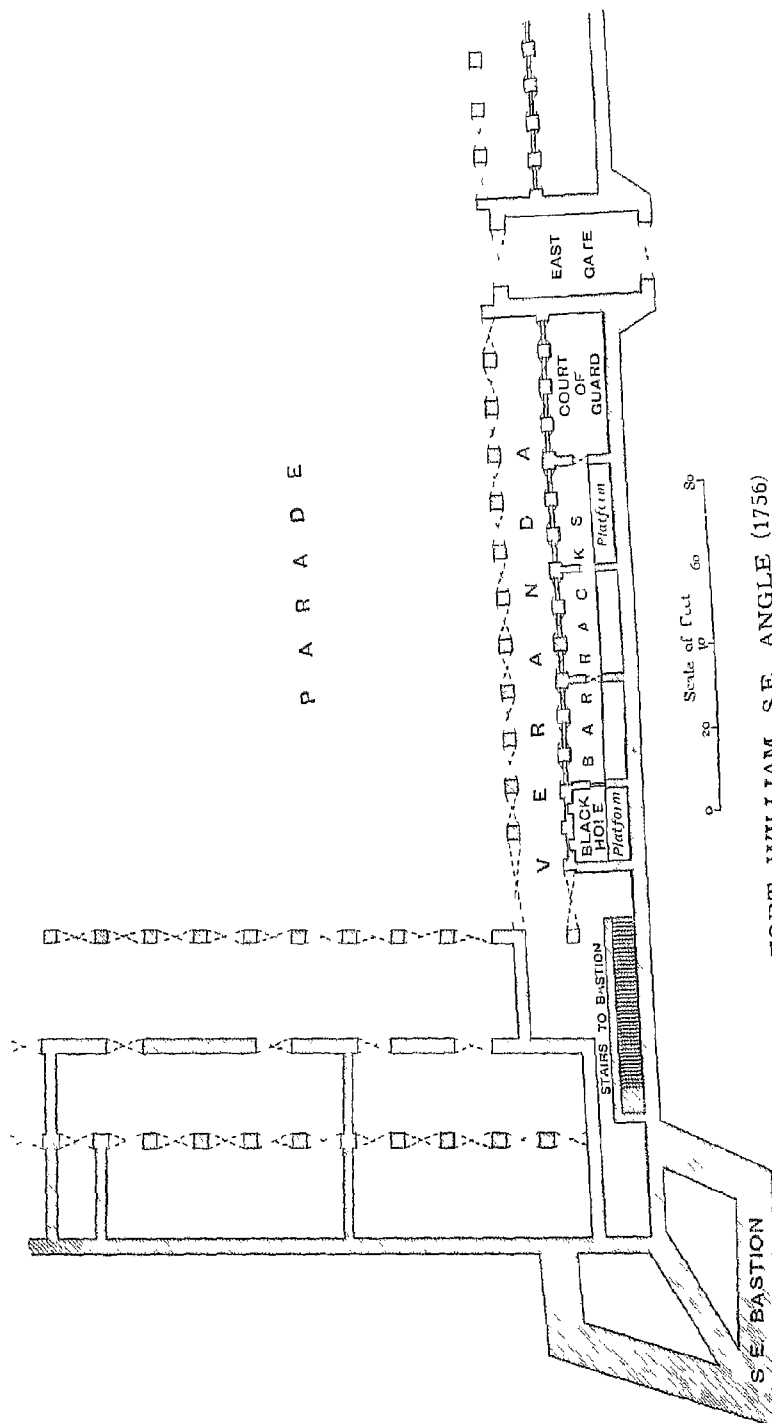 PARADE
VERANDA
EAST
GATE
COURT
OF
GUARD
BARRACKS
Platform
BLACK
HOLE
Platform
STAIRS TO BASTION
S. E. BASTION
Scale of Feet
0 20 40 60 80
FORT WILLIAM, S.E. ANGLE (1756)